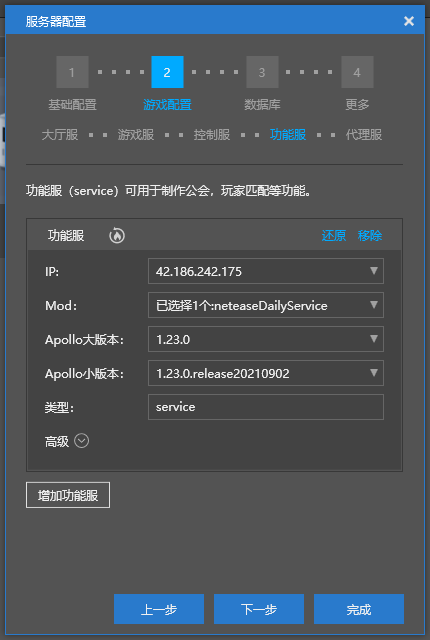 服务器配置
1 2 3 4
基础配置 游戏配置 数据库 更多
大厅服 游戏服 控制服 功能服 代理服
功能服（service）可用于制作公会，玩家匹配等功能。
功能服 还原 移除
IP: 42.186.242.175
Mod: 已选择1个:neteaseDailyService
Apollo大版本: 1.23.0
Apollo小版本: 1.23.0.release20210902
类型: service
高级
增加功能服
上一步 下一步 完成